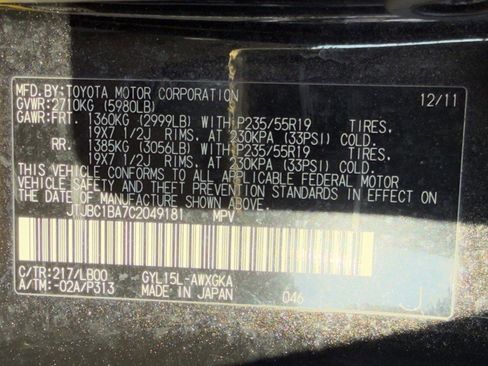 MFD.BY:TOYOTA MOTOR CORPORATION 12/11
GVWR:2710KG (5980LB)
GAWR:FRT. 1360KG (2999LB) WITH P235/55R19 TIRES,
19X7 1/2J RIMS, AT 230KPA (33PSI) COLD.
RR. 1385KG (3056LB) WITH P235/55R19 TIRES,
19X7 1/2J RIMS, AT 230KPA (33PSI) COLD.
THIS VEHICLE CONFORMS TO ALL APPLICABLE FEDERAL MOTOR
VEHICLE SAFETY AND THEFT PREVENTION STANDARDS IN EFFECT ON
THE DATE OF MANUFACTURE SHOWN ABOVE.
JTJBC1BA7C2049181 MPV
C/TR:217/LB00 GYL15L-AWXGKA
A/TM:-02A/P313 MADE IN JAPAN 046 J